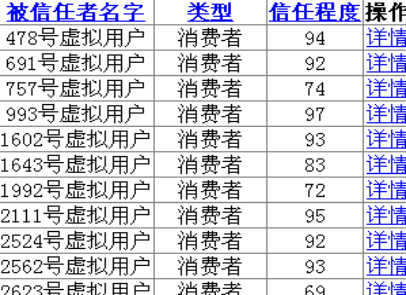 被信任者名字 类型 信任程度 操作
478号虚拟用户 消费者 94 详情
691号虚拟用户 消费者 92 详情
757号虚拟用户 消费者 74 详情
993号虚拟用户 消费者 97 详情
1602号虚拟用户 消费者 93 详情
1643号虚拟用户 消费者 83 详情
1992号虚拟用户 消费者 72 详情
2111号虚拟用户 消费者 95 详情
2524号虚拟用户 消费者 92 详情
2562号虚拟用户 消费者 93 详情
2623号虚拟用户 消费者 69 详情